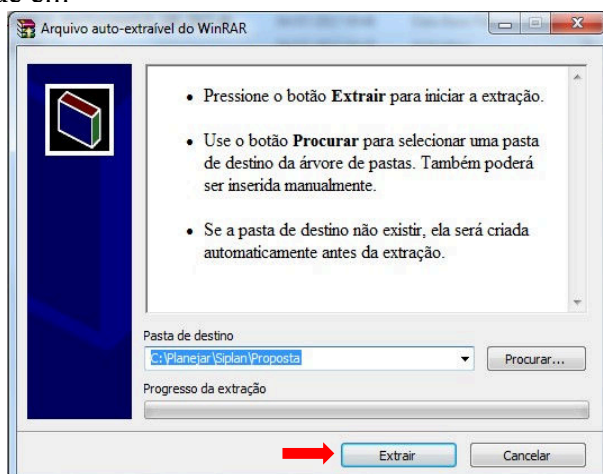 Arquivo auto-extraível do WinRAR
• Pressione o botão Extrair para iniciar a extração.
• Use o botão Procurar para selecionar uma pasta
de destino da árvore de pastas. Também poderá
ser inserida manualmente.
• Se a pasta de destino não existir, ela será criada
automaticamente antes da extração.
Pasta de destino
C:\Planejar\Siplan\Proposta
Procurar...
Progresso da extração
Extrair
Cancelar